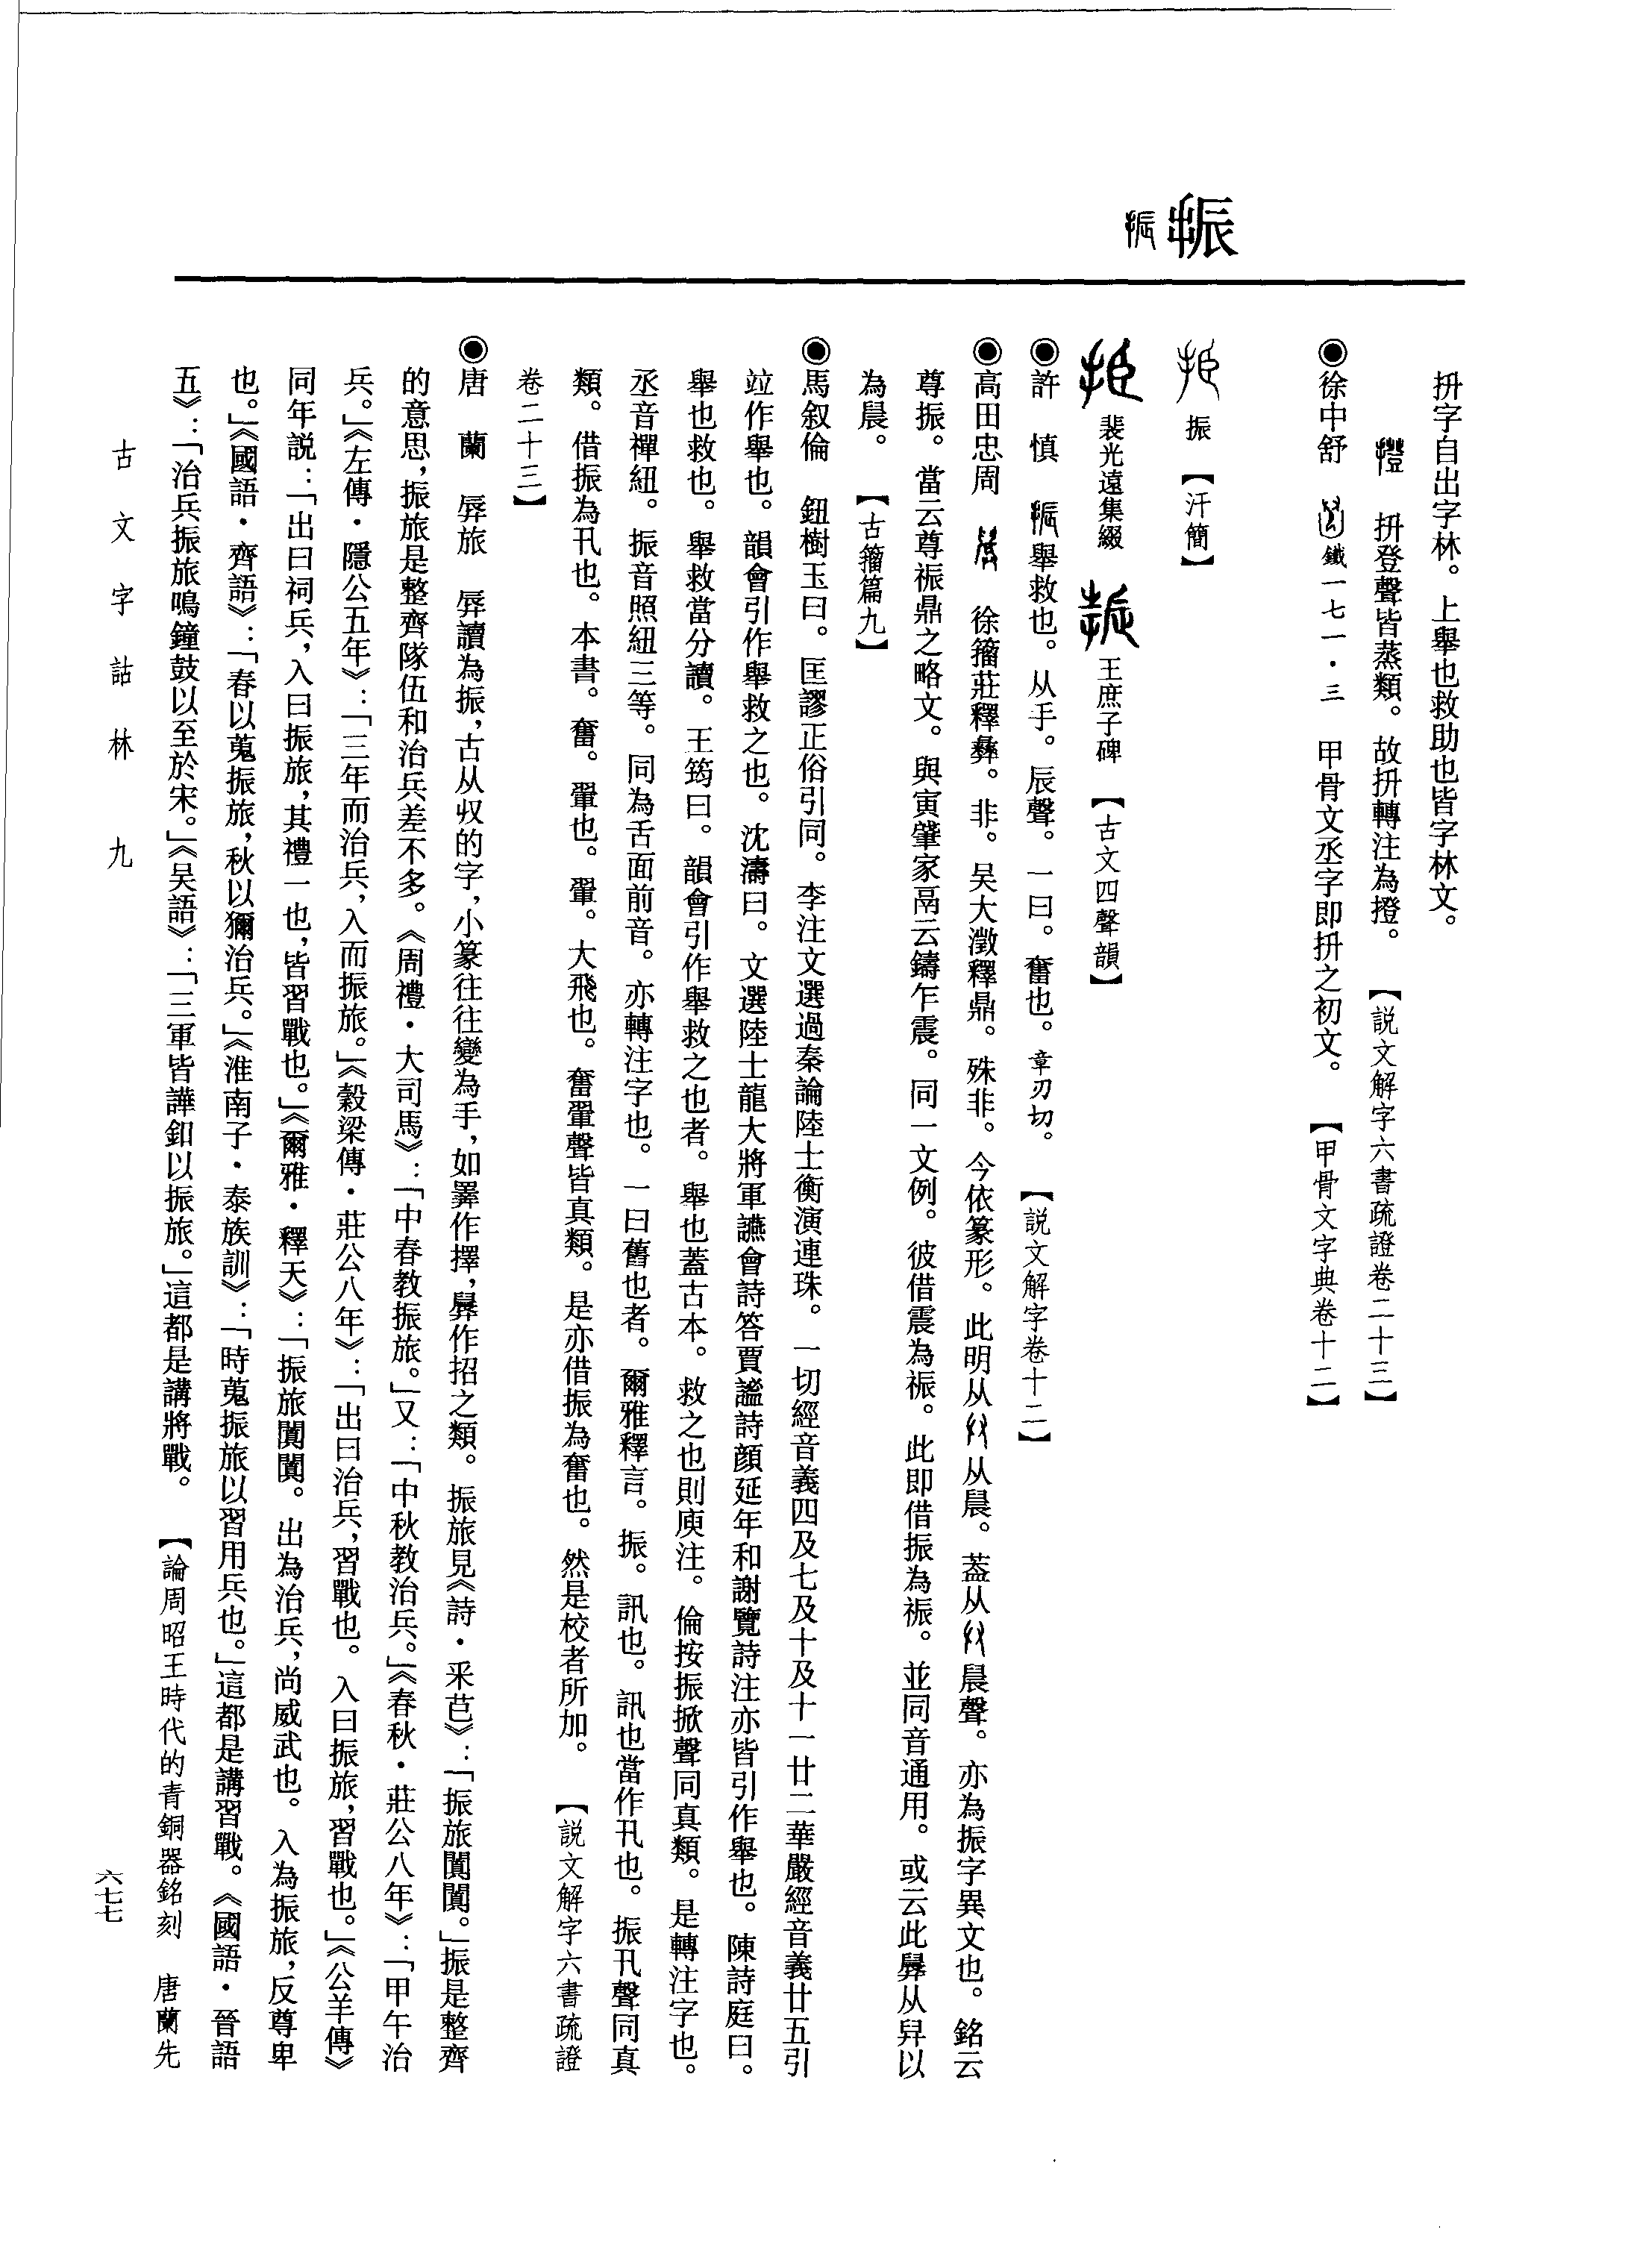 振
抍字自出字林。上舉也救助也皆字林文。
抍登聲皆蒸類。故抍轉注為撜。　【説文解字六書疏證卷二十三】
◉徐中舒　鐵一七一·三　甲骨文丞字即抍之初文。　【甲骨文字典卷十二】
振　【汗簡】
裴光遠集綴　王庶子碑　【古文四聲韻】
◉許　慎　舉救也。从手。辰聲。一曰。奮也。章刃切。　【説文解字卷十二】
◉高田忠周　徐籀莊釋彝。非。吴大澂釋鼎。殊非。今依篆形。此明从　从晨。葢从　晨聲。亦為振字異文也。銘云
尊振。當云尊裖鼎之略文。與寅肇家鬲云鑄乍震。同一文例。彼借震為裖。此即借振為裖。並同音通用。或云此　从舁以
為晨。　【古籀篇九】
◉馬叙倫　鈕樹玉曰。匡謬正俗引同。李注文選過秦論陸士衡演連珠。一切經音義四及七及十及十一廿二華嚴經音義廿五引
竝作舉也。韻會引作舉救之也。沈濤曰。文選陸士龍大將軍讌會詩答賈謐詩顔延年和謝覽詩注亦皆引作舉也。陳詩庭曰。
舉也救也。舉救當分讀。王筠曰。韻會引作舉救之也者。舉也蓋古本。救之也則庾注。倫按振掀聲同真類。是轉注字也。
丞音禪紐。振音照紐三等。同為舌面前音。亦轉注字也。一曰舊也者。爾雅釋言。振。訊也。訊也當作卂也。振卂聲同真
類。借振為卂也。本書。奮。翬也。翬。大飛也。奮翬聲皆真類。是亦借振為奮也。然是校者所加。　【説文解字六書疏證
卷二十三】
◉唐　蘭　㫳旅　㫳讀為振，古从収的字，小篆往往變為手，如睪作擇，　作招之類。振旅見《詩·采芑》：「振旅闐闐。」振是整齊
的意思，振旅是整齊隊伍和治兵差不多。《周禮·大司馬》：「中春教振旅。」又：「中秋教治兵。」《春秋·莊公八年》：「甲午治
兵。」《左傳·隱公五年》：「三年而治兵，入而振旅。」《穀梁傳·莊公八年》：「出曰治兵，習戰也。入曰振旅，習戰也。」《公羊傳》
同年説：「出曰祠兵，入曰振旅，其禮一也，皆習戰也。」《爾雅·釋天》：「振旅闐闐。出為治兵，尚威武也。入為振旅，反尊卑
也。」《國語·齊語》：「春以蒐振旅，秋以獮治兵。」《淮南子·泰族訓》：「時蒐振旅以習用兵也。」這都是講習戰。《國語·晉語
五》：「治兵振旅鳴鐘鼓以至於宋。」《吴語》：「三軍皆譁釦以振旅。」這都是講將戰。　【論周昭王時代的青銅器銘刻　唐蘭先
古文字詁林　九
六七七